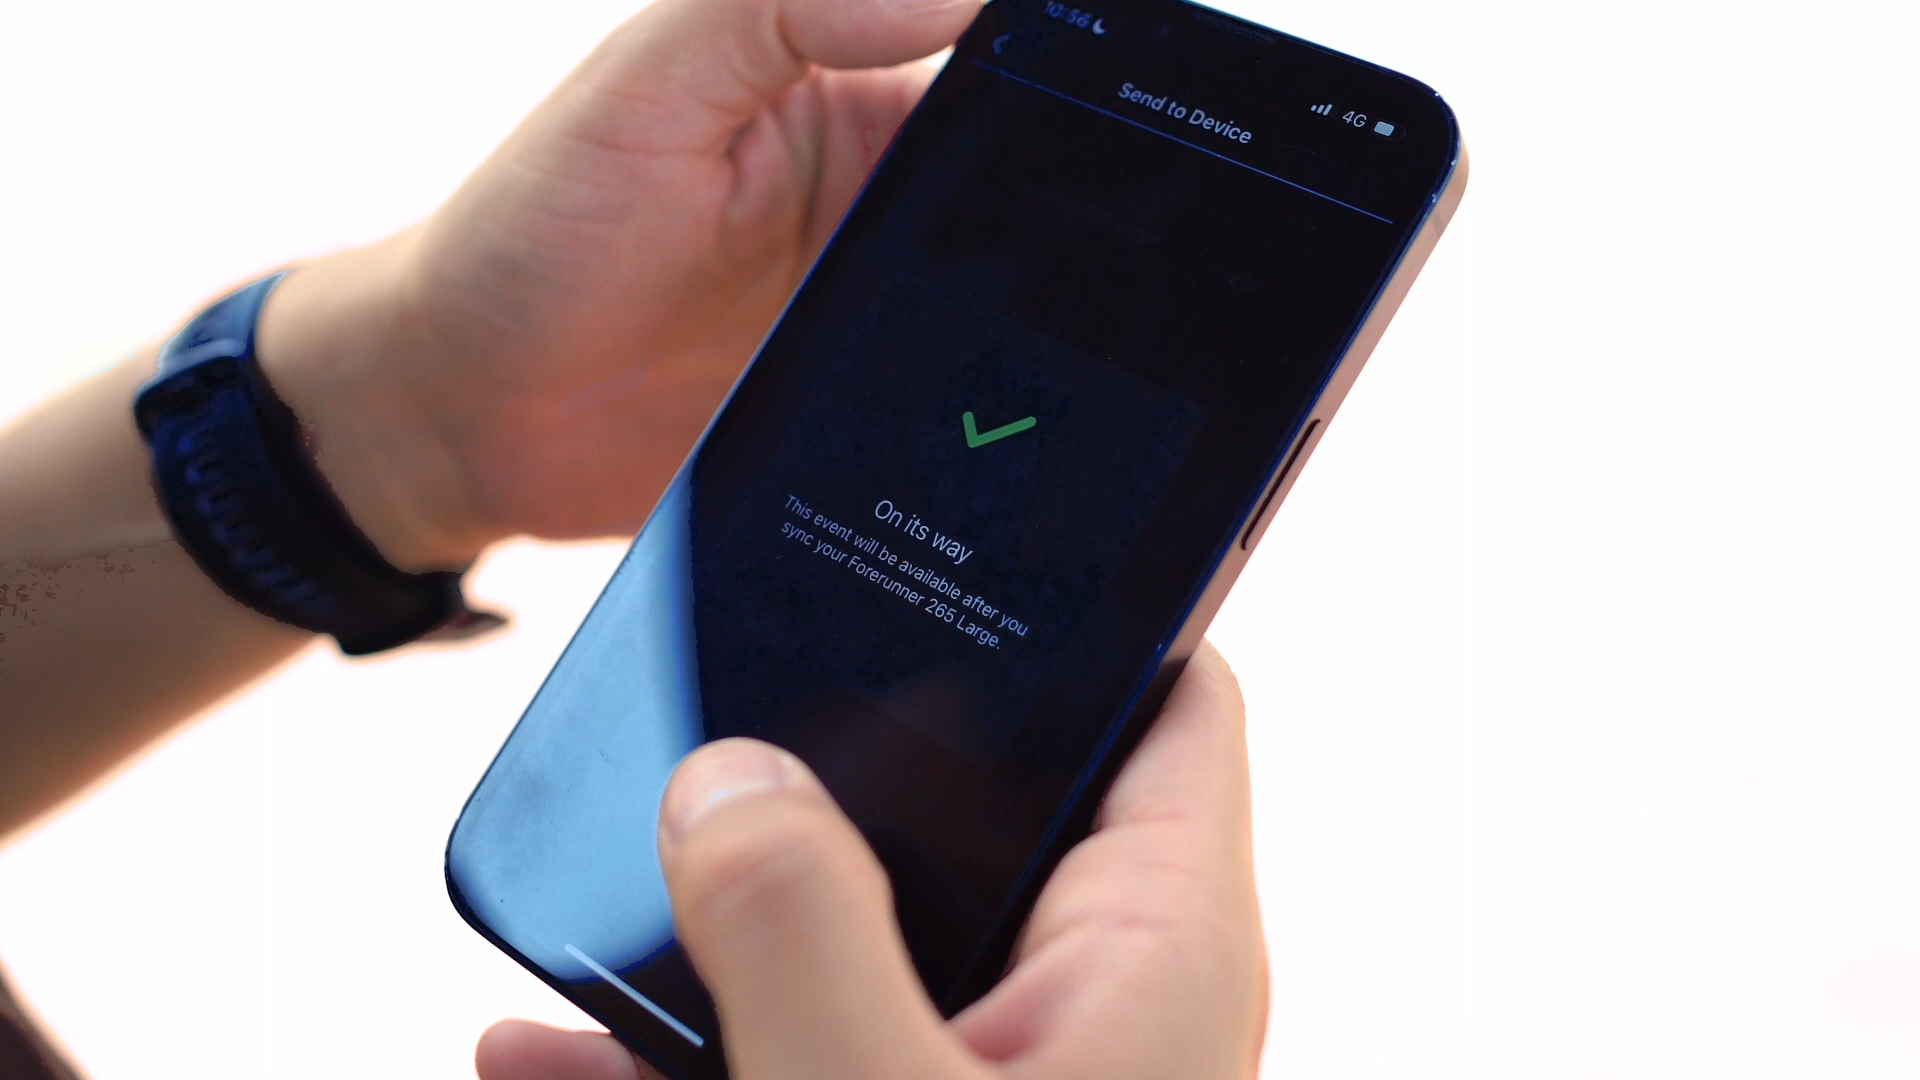 10:56
4G
Send to Device
On its way
This event will be available after you
sync your Forerunner 265 Large.